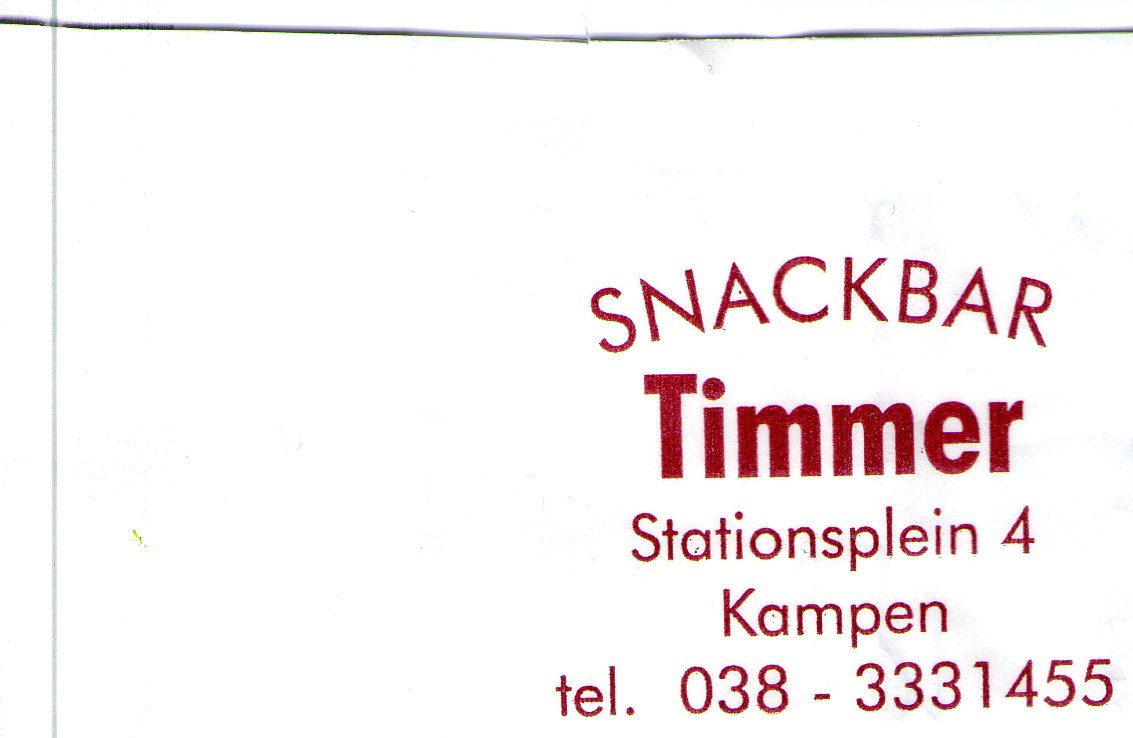 SNACKBAR
Timmer
Stationsplein 4
Kampen
tel. 038 - 3331455